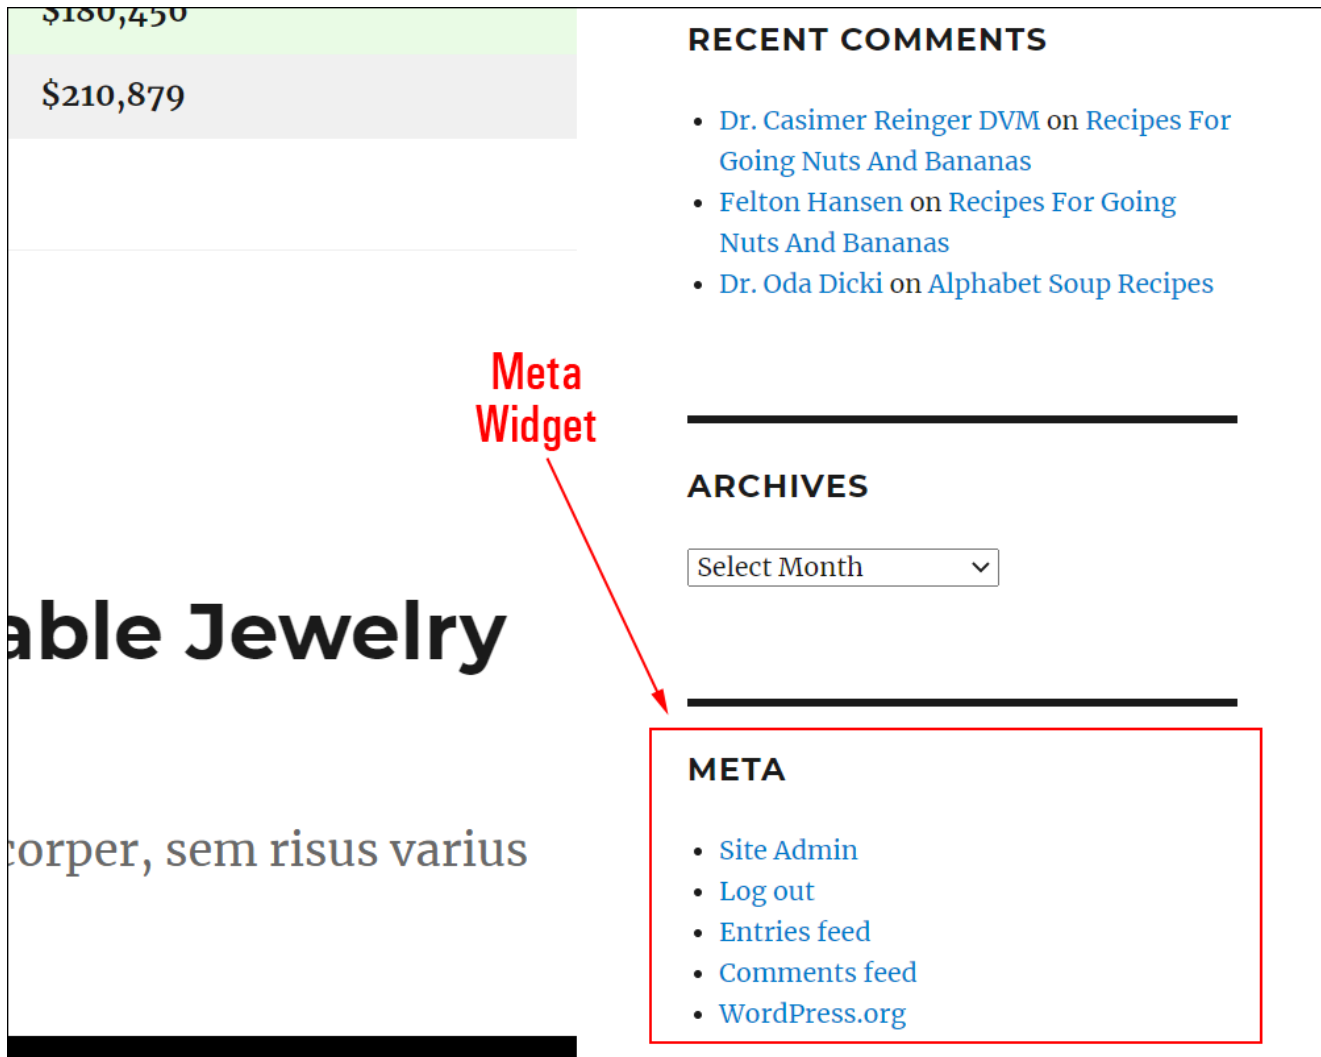 $180,456
$210,879
able Jewelry
corper, sem risus varius
Meta
Widget
RECENT COMMENTS
Dr. Casimer Reinger DVM on Recipes For
Going Nuts And Bananas
Felton Hansen on Recipes For Going
Nuts And Bananas
Dr. Oda Dicki on Alphabet Soup Recipes
ARCHIVES
Select Month
META
Site Admin
Log out
Entries feed
Comments feed
WordPress.org